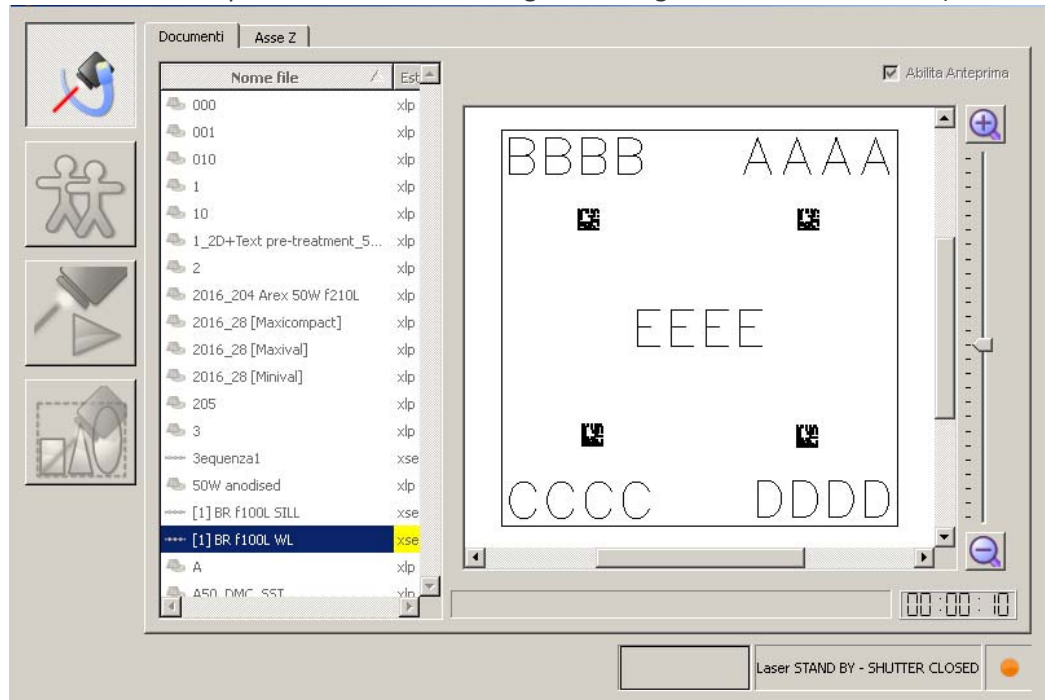 Documenti
Asse Z
Nome file
Est
Abilita Anteprima
000 xlp
001 xlp
010 xlp
1 xlp
10 xlp
1_2D+Text pre-treatment_5... xlp
2 xlp
2016_204 Arex 50W f210L xlp
2016_28 [Maxicompact] xlp
2016_28 [Maxival] xlp
2016_28 [Minival] xlp
205 xlp
3 xlp
3equenza1 xse
50W anodised xlp
[1] BR f100L SILL xse
[1] BR f100L WL xse
A xlp
A50_DMC_SST xlp
BBBB AAAA
EEEE
CCCC DDDD
00:00:10
Laser STAND BY - SHUTTER CLOSED